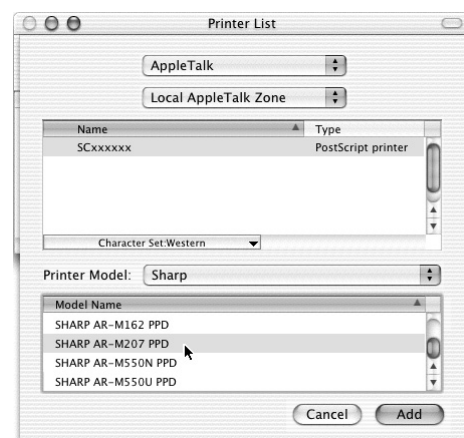 Printer List
AppleTalk
Local AppleTalk Zone
Name Type
SCxxxxxx PostScript printer
Character Set:Western
Printer Model: Sharp
Model Name
SHARP AR-M162 PPD
SHARP AR-M207 PPD
SHARP AR-M550N PPD
SHARP AR-M550U PPD
Cancel Add